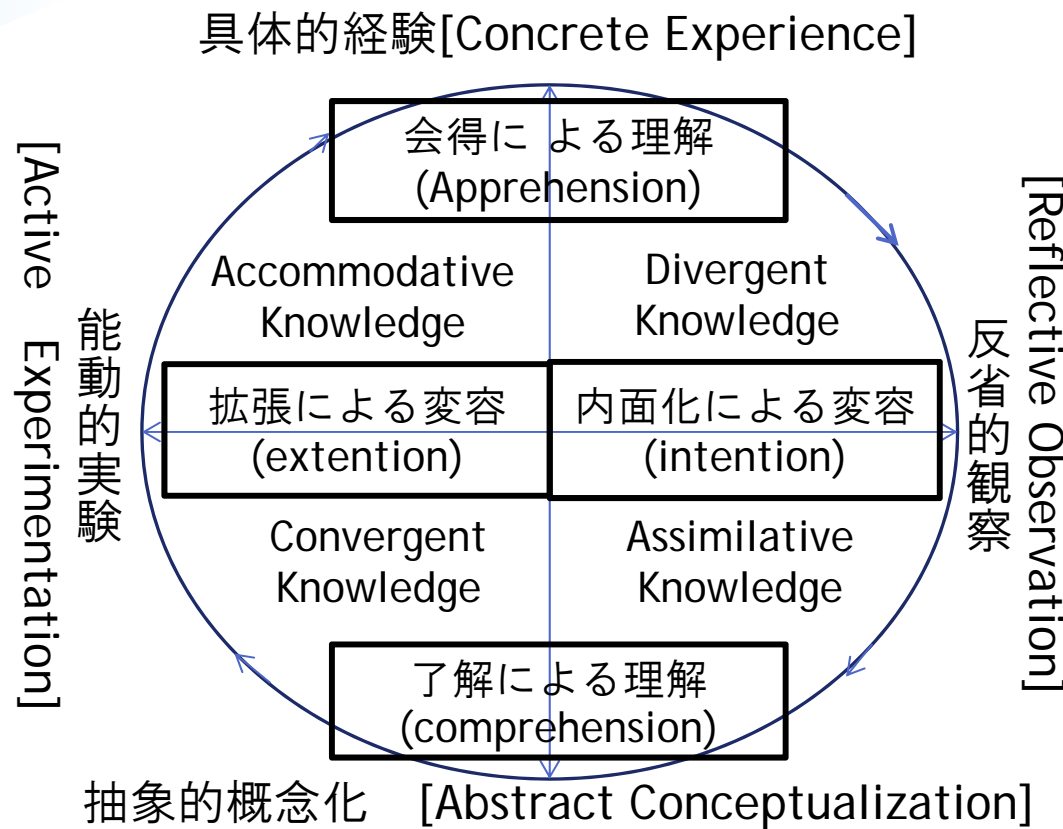 具体的経験[Concrete Experience]
会得に よる理解
(Apprehension)
[Active Experimentation]
能動的実験
Accommodative
Knowledge
Divergent
Knowledge
反省的観察
[Reflective Observation]
拡張による変容
(extention)
内面化による変容
(intention)
Convergent
Knowledge
Assimilative
Knowledge
了解による理解
(comprehension)
抽象的概念化 [Abstract Conceptualization]